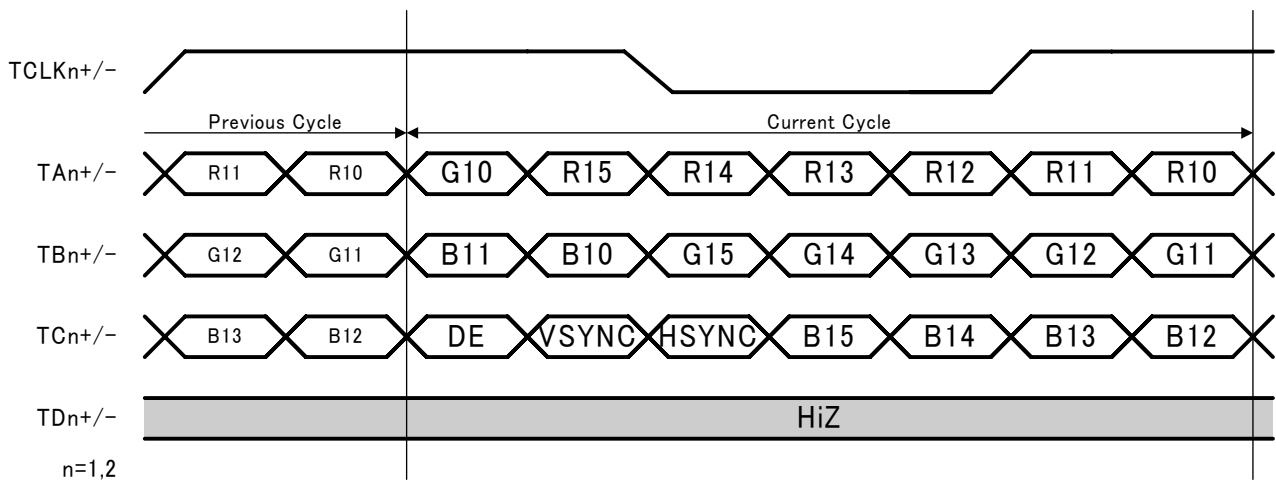 TCLKn+/-
Previous Cycle Current Cycle
TAn+/- R11 R10 G10 R15 R14 R13 R12 R11 R10
TBn+/- G12 G11 B11 B10 G15 G14 G13 G12 G11
TCn+/- B13 B12 DE VSYNC HSYNC B15 B14 B13 B12
TDn+/- HiZ
n=1,2